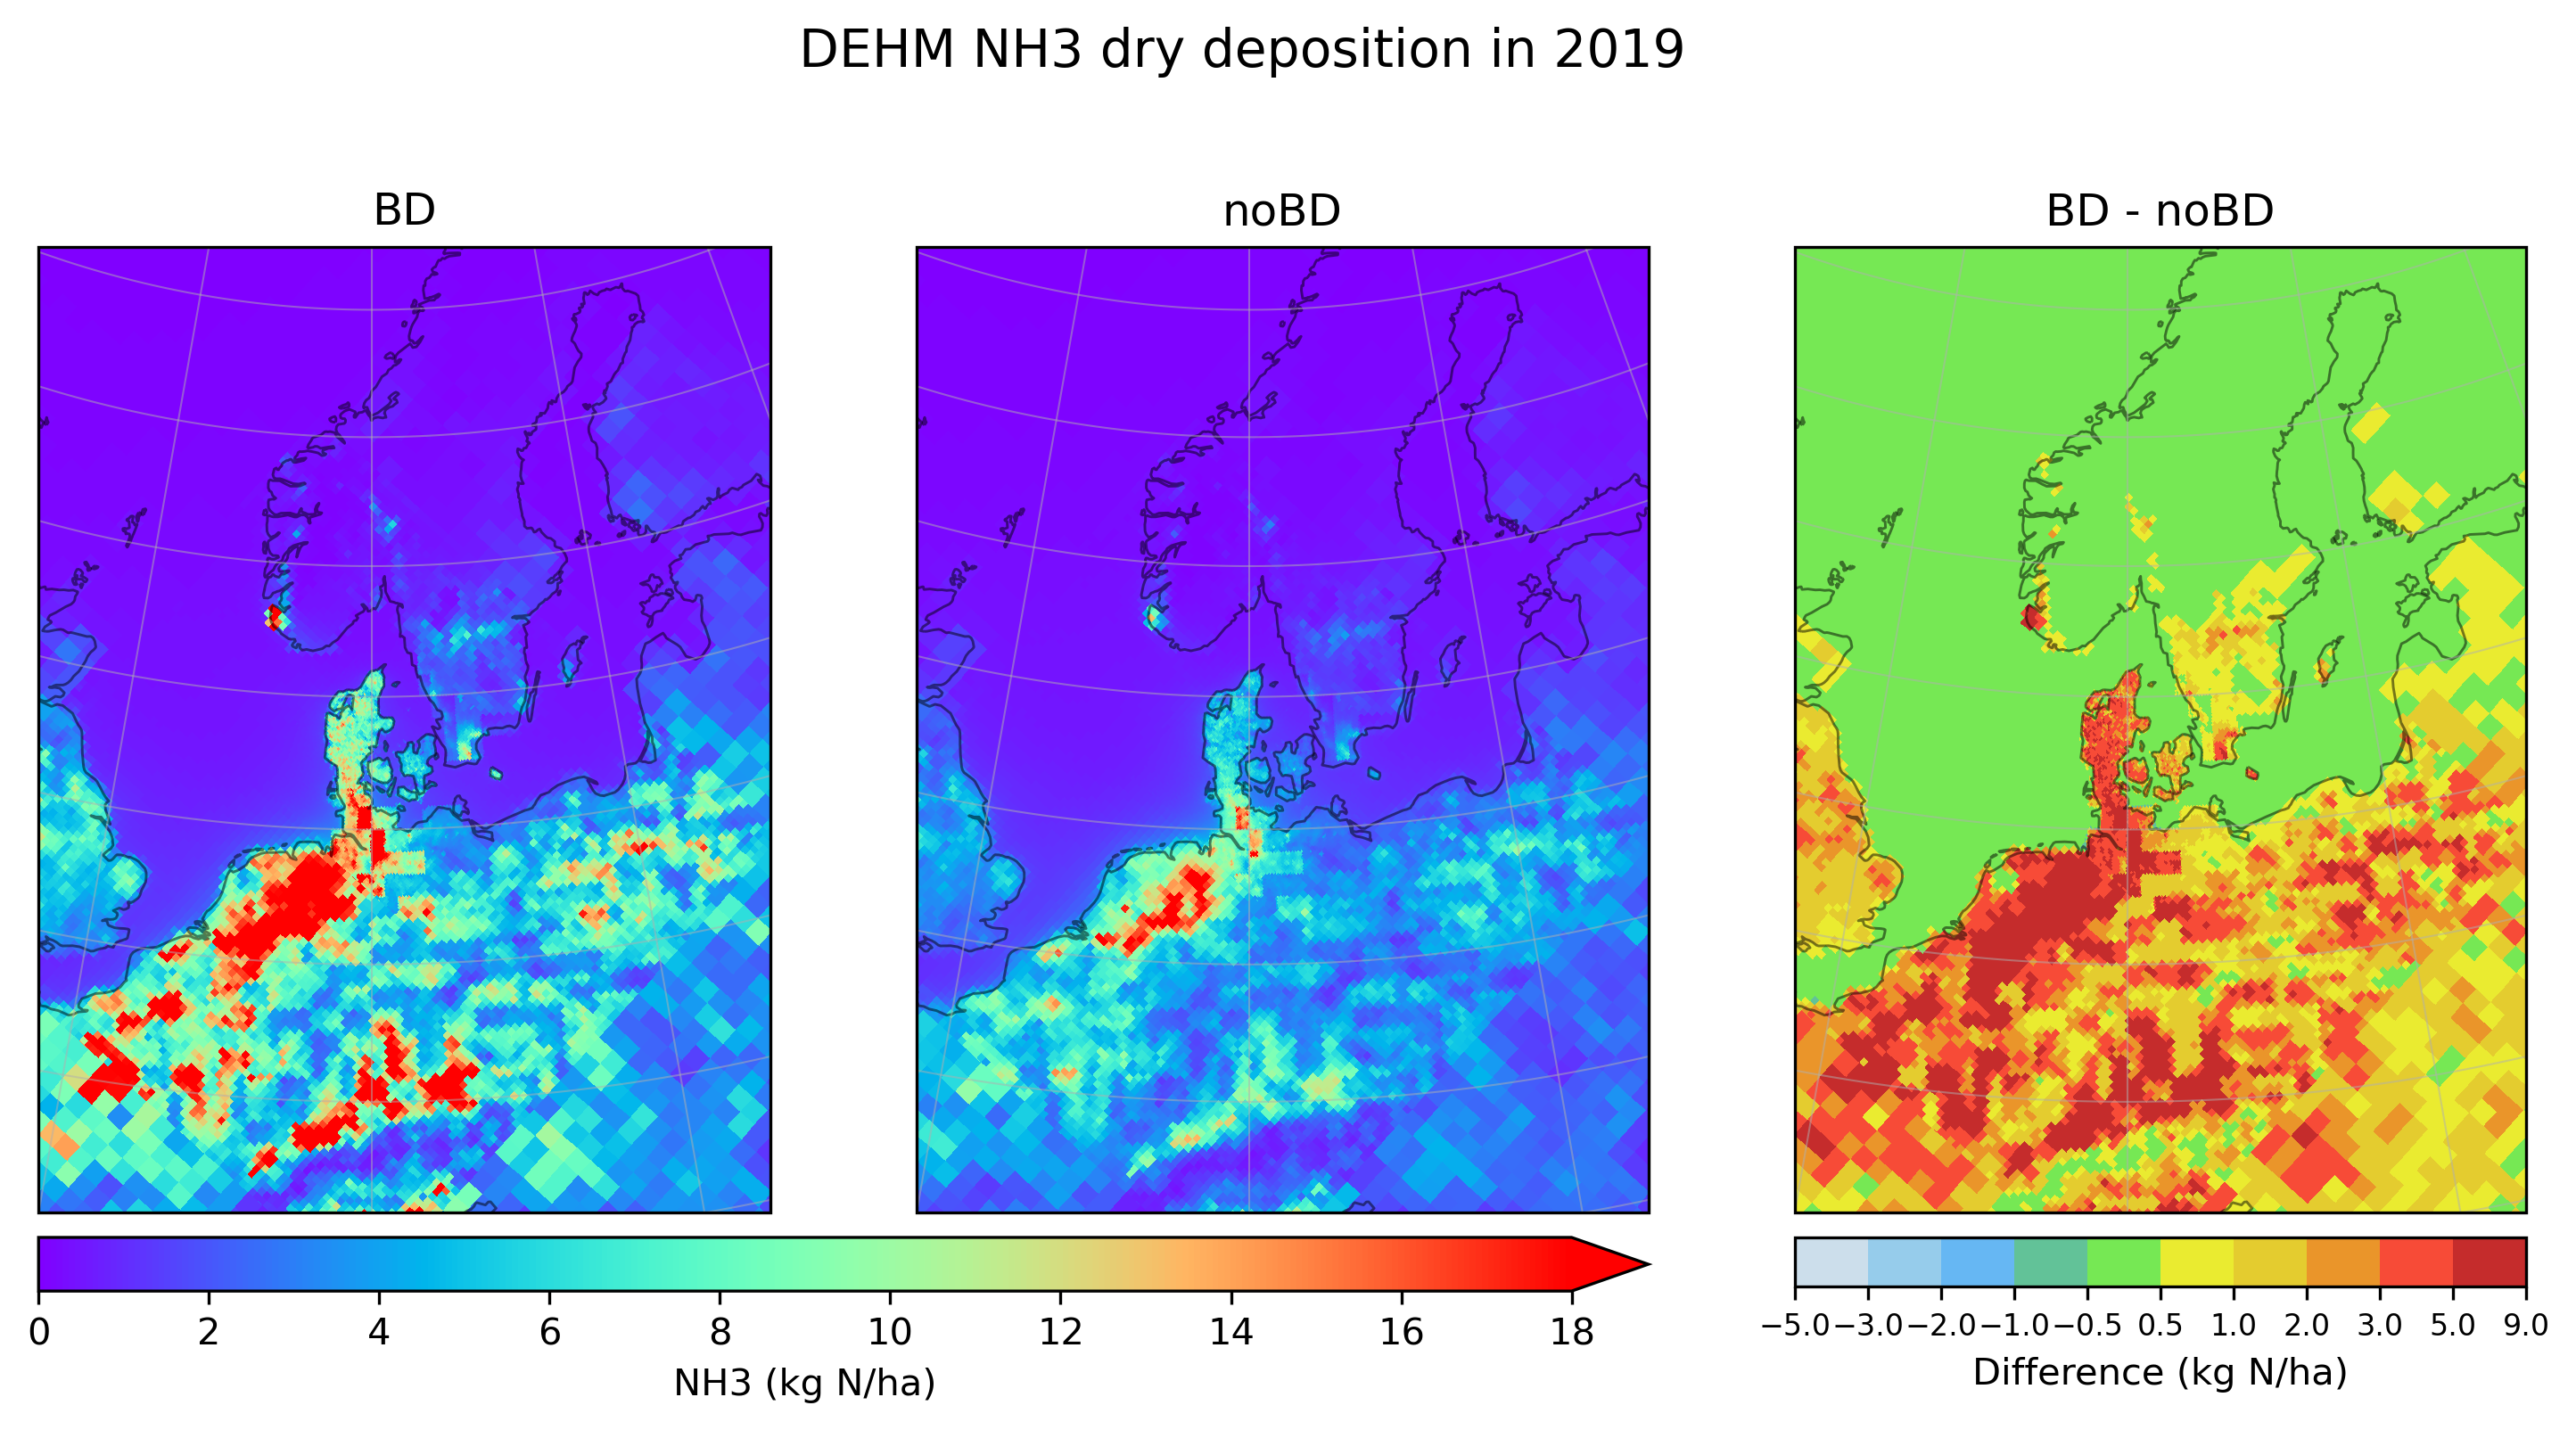 DEHM NH3 dry deposition in 2019
BD
noBD
BD - noBD
0 2 4 6 8 10 12 14 16 18
NH3 (kg N/ha)
−5.0 −3.0 −2.0 −1.0 −0.5 0.5 1.0 2.0 3.0 5.0 9.0
Difference (kg N/ha)